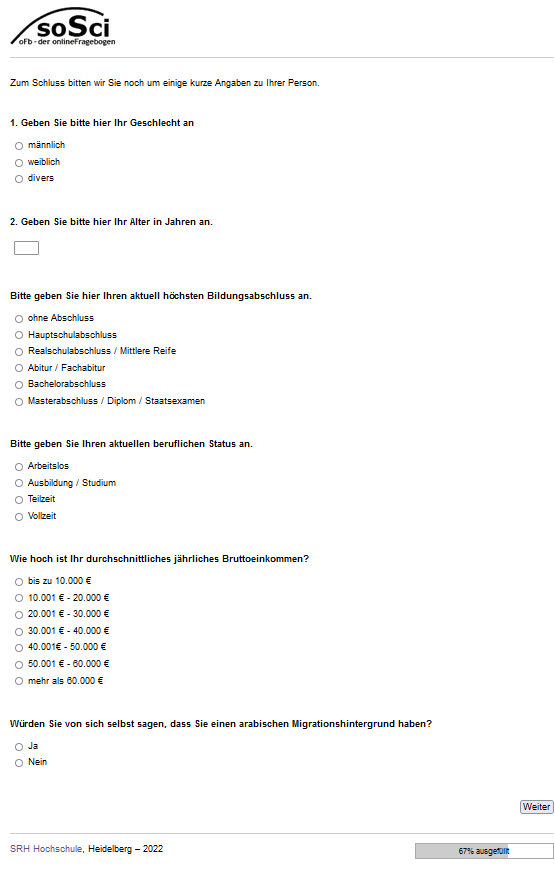 soSci
oFb - der onlineFragebogen
Zum Schluss bitten wir Sie noch um einige kurze Angaben zu Ihrer Person.
1. Geben Sie bitte hier Ihr Geschlecht an
männlich
weiblich
divers
2. Geben Sie bitte hier Ihr Alter in Jahren an.
Bitte geben Sie hier Ihren aktuell höchsten Bildungsabschluss an.
ohne Abschluss
Hauptschulabschluss
Realschulabschluss / Mittlere Reife
Abitur / Fachabitur
Bachelorabschluss
Masterabschluss / Diplom / Staatsexamen
Bitte geben Sie Ihren aktuellen beruflichen Status an.
Arbeitslos
Ausbildung / Studium
Teilzeit
Vollzeit
Wie hoch ist Ihr durchschnittliches jährliches Bruttoeinkommen?
bis zu 10.000 €
10.001 € - 20.000 €
20.001 € - 30.000 €
30.001 € - 40.000 €
40.001€ - 50.000 €
50.001 € - 60.000 €
mehr als 60.000 €
Würden Sie von sich selbst sagen, dass Sie einen arabischen Migrationshintergrund haben?
Ja
Nein
Weiter
SRH Hochschule, Heidelberg – 2022
67% ausgefüllt